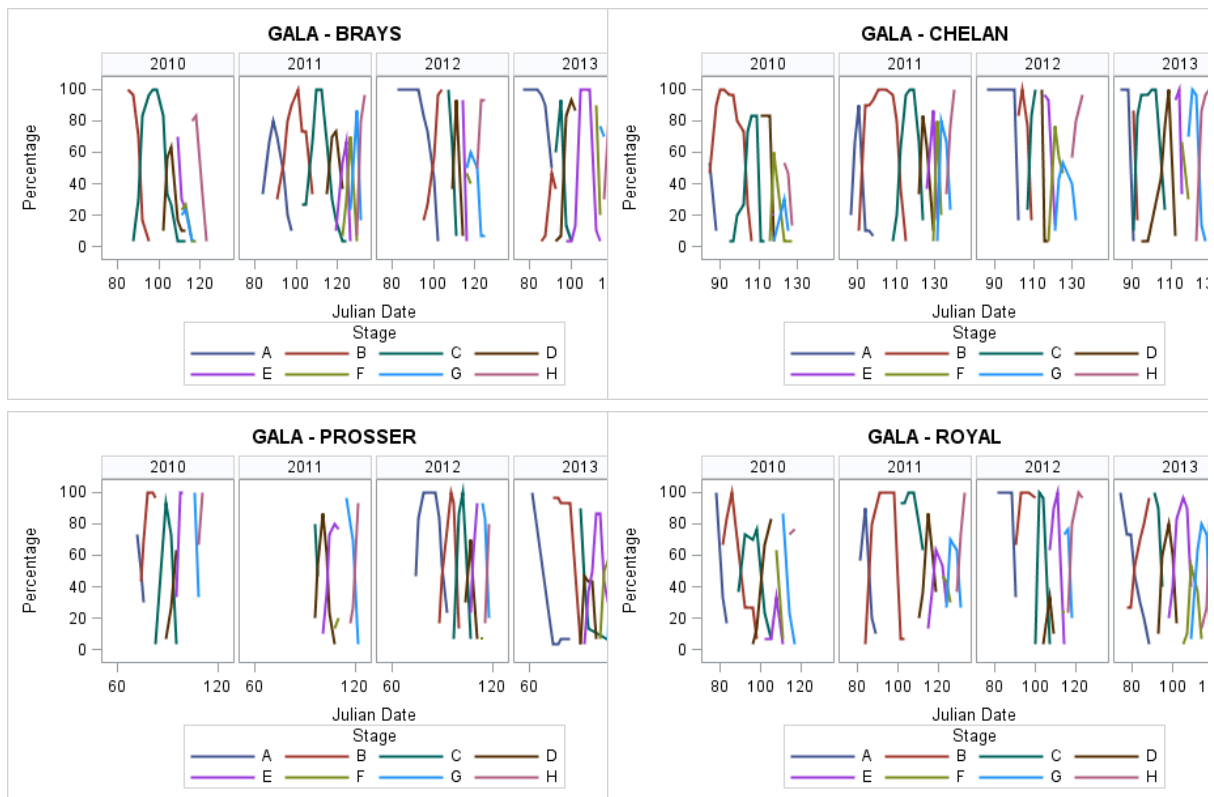 GALA - BRAYS
2010 2011 2012 2013
100
80
60
40
20
0
Percentage
80 100 120 80 100 120 80 100 120 80 100 1
Julian Date
Stage
A B C D
E F G H
GALA - CHELAN
2010 2011 2012 2013
100
80
60
40
20
0
Percentage
90 110 130 90 110 130 90 110 130 90 110 13
Julian Date
Stage
A B C D
E F G H
GALA - PROSSER
2010 2011 2012 2013
100
80
60
40
20
0
Percentage
60 120 60 120 60 120 60
Julian Date
Stage
A B C D
E F G H
GALA - ROYAL
2010 2011 2012 2013
100
80
60
40
20
0
Percentage
80 100 120 80 100 120 80 100 120 80 100 1
Julian Date
Stage
A B C D
E F G H